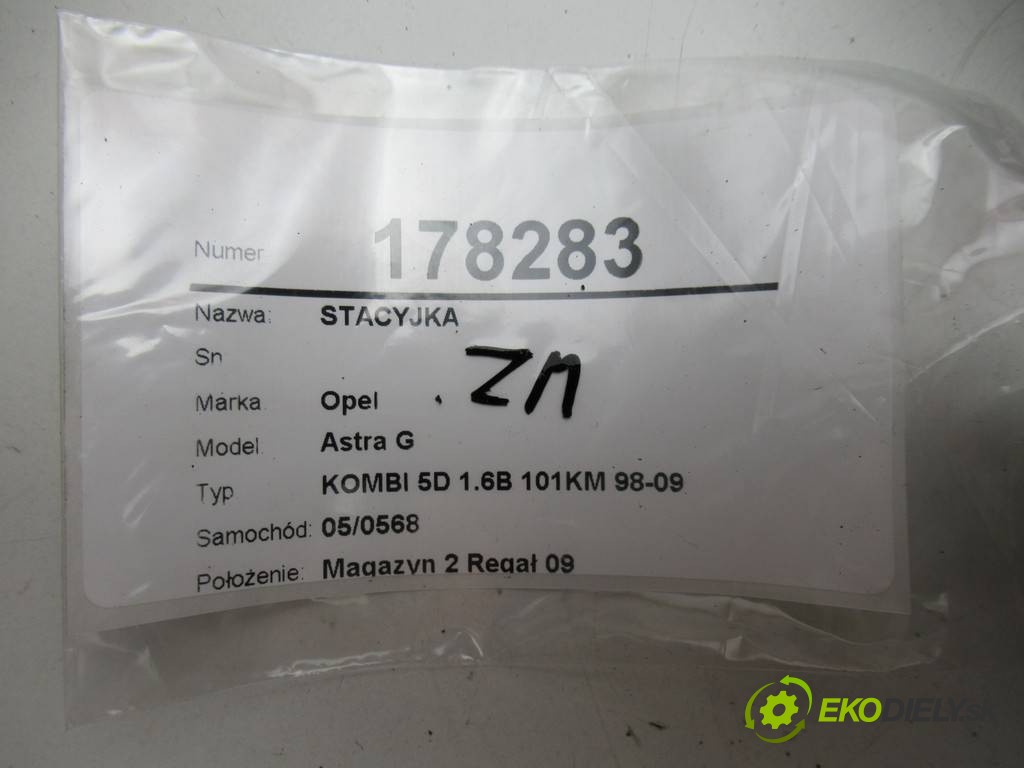 Numer 178283
Nazwa: STACYJKA
Sn
zn
Marka Opel
Model Astra G
Typ KOMBI 5D 1.6B 101KM 98-09
Samochód: 05/0568
Położenie: Magazyn 2 Regał 09
EKODIELY.sk